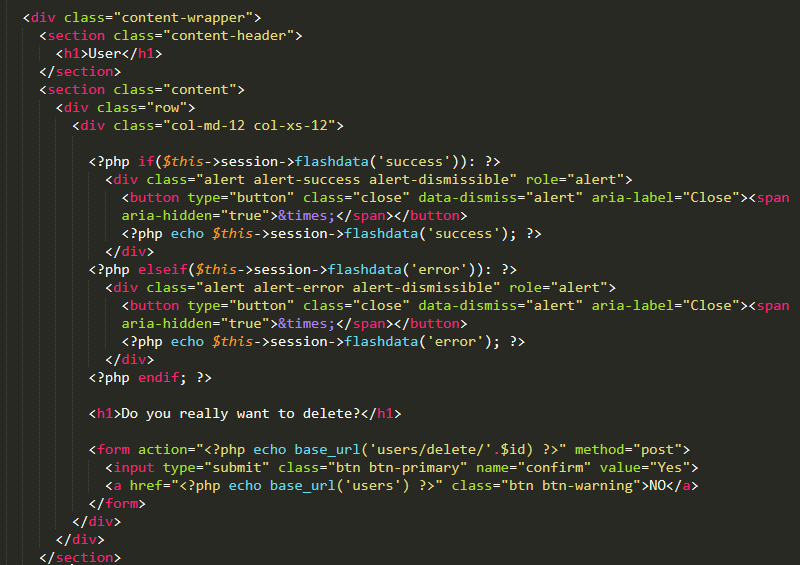 <div class="content-wrapper">
<section class="content-header">
<h1>User</h1>
</section>
<section class="content">
<div class="row">
<div class="col-md-12 col-xs-12">
<?php if($this->session->flashdata('success')): ?>
<div class="alert alert-success alert-dismissible" role="alert">
<button type="button" class="close" data-dismiss="alert" aria-label="Close"><span
aria-hidden="true">&times;</span></button>
<?php echo $this->session->flashdata('success'); ?>
</div>
<?php elseif($this->session->flashdata('error')): ?>
<div class="alert alert-error alert-dismissible" role="alert">
<button type="button" class="close" data-dismiss="alert" aria-label="Close"><span
aria-hidden="true">&times;</span></button>
<?php echo $this->session->flashdata('error'); ?>
</div>
<?php endif; ?>
<h1>Do you really want to delete?</h1>
<form action="<?php echo base_url('users/delete/'.$id) ?>" method="post">
<input type="submit" class="btn btn-primary" name="confirm" value="Yes">
<a href="<?php echo base_url('users') ?>" class="btn btn-warning">NO</a>
</form>
</div>
</div>
</section>